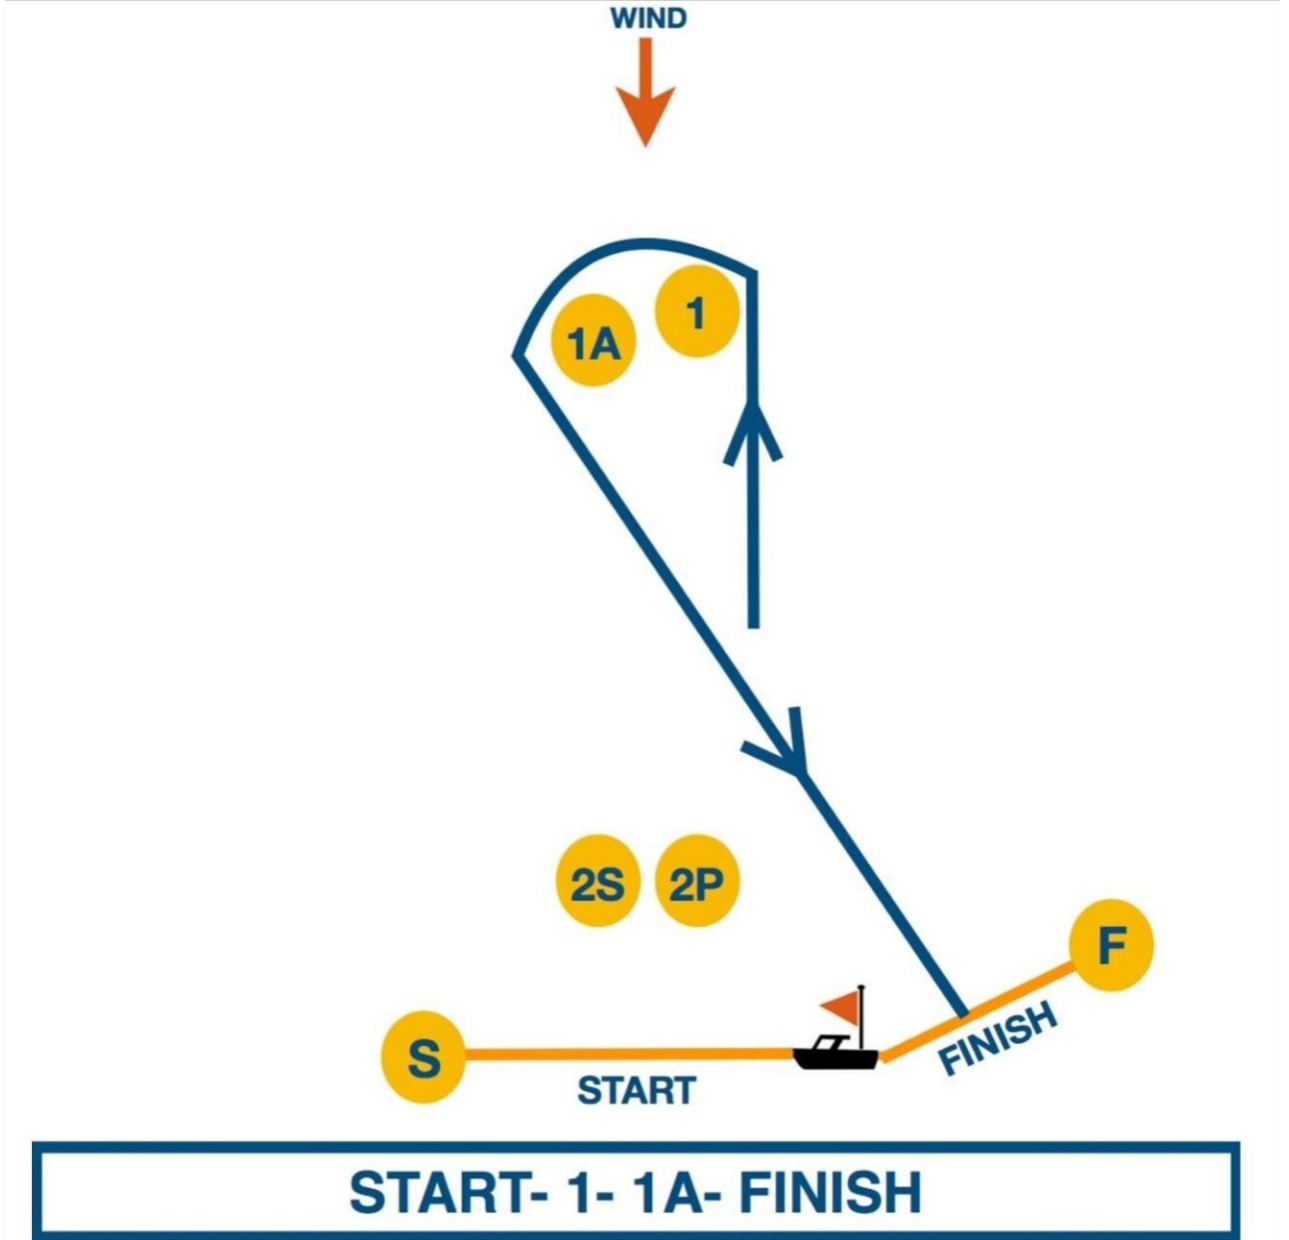 WIND
1
1A
2S 2P
F
S
START
FINISH
START- 1- 1A- FINISH